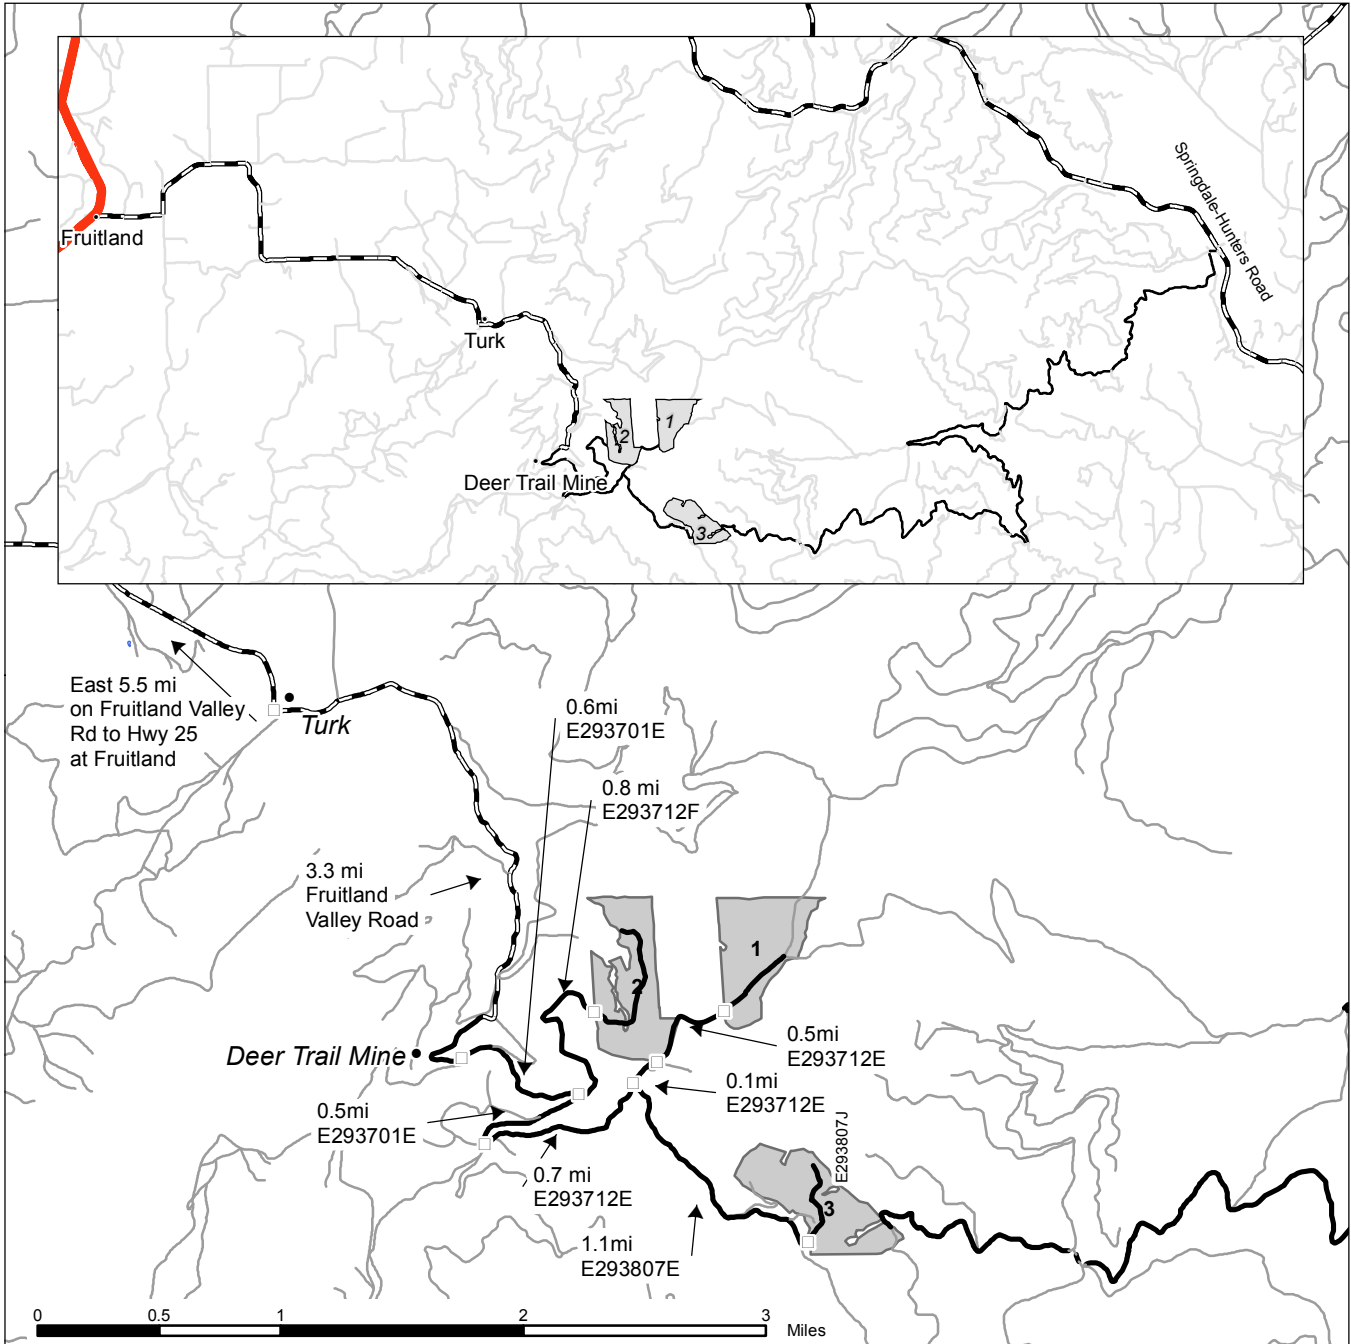 Springdale-Hunters Road
Fruitland
Turk
1
2
Deer Trail Mine
3
East 5.5 mi
on Fruitland Valley
Rd to Hwy 25
at Fruitland
Turk
0.6mi
E293701E
0.8 mi
E293712F
3.3 mi
Fruitland
Valley Road
1
2
Deer Trail Mine
0.5mi
E293712E
0.1mi
E293712E
0.5mi
E293701E
E293807J
0.7 mi
E293712E
3
1.1mi
E293807E
0 0.5 1 2 3
Miles